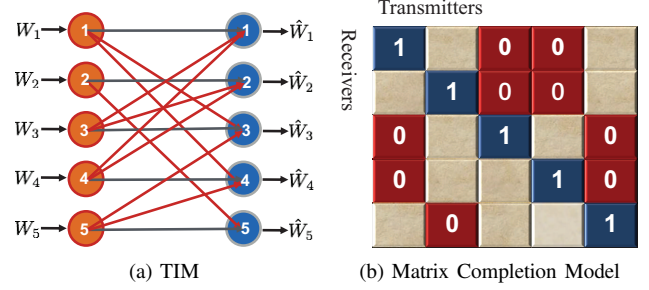 Transmitters
Receivers
W₁ 1 1 Ŵ₁
W₂ 2 2 Ŵ₂
W₃ 3 3 Ŵ₃
W₄ 4 4 Ŵ₄
W₅ 5 5 Ŵ₅
1 0 0
1 0 0
0 1 0
0 1 0
0 1
(a) TIM
(b) Matrix Completion Model